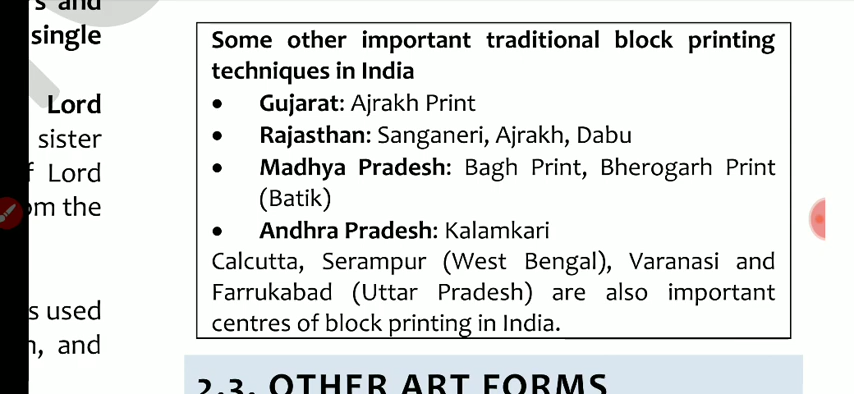 s and
single
Lord
sister
f Lord
om the
s used
n, and
Some other important traditional block printing
techniques in India
• Gujarat: Ajrakh Print
• Rajasthan: Sanganeri, Ajrakh, Dabu
• Madhya Pradesh: Bagh Print, Bherogarh Print
(Batik)
• Andhra Pradesh: Kalamkari
Calcutta, Serampur (West Bengal), Varanasi and
Farrukabad (Uttar Pradesh) are also important
centres of block printing in India.
2.3. OTHER ART FORMS